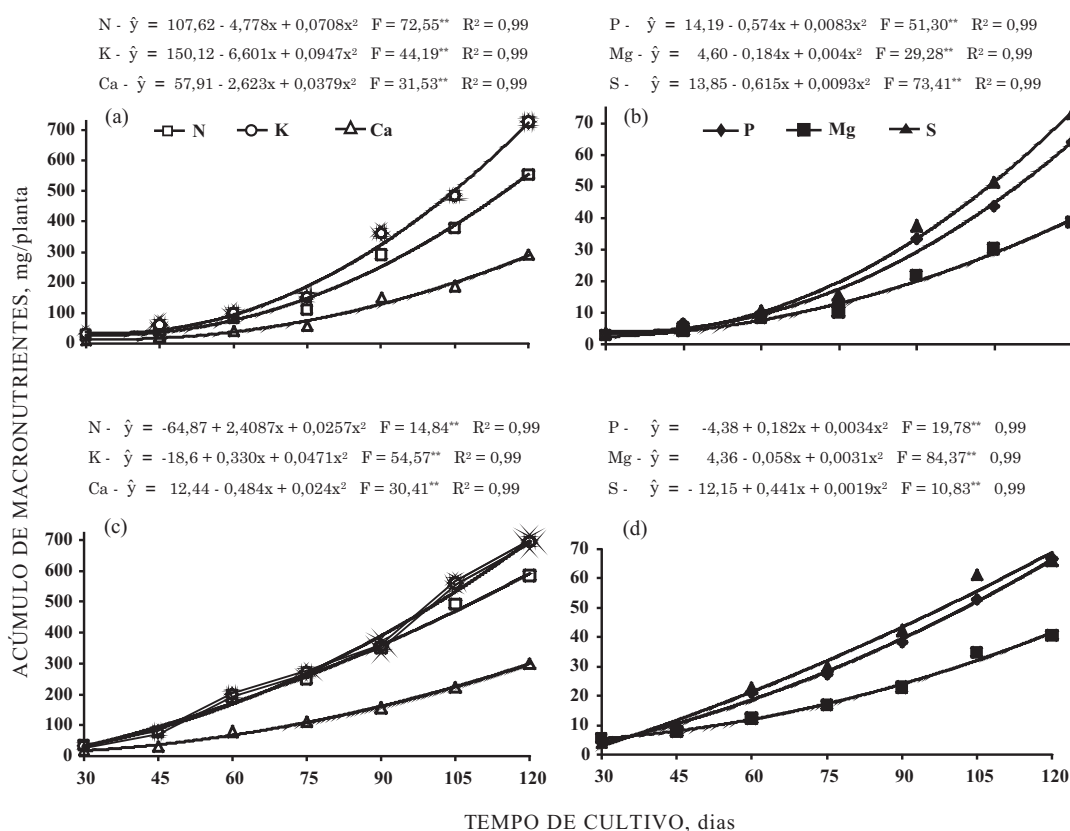 N - ŷ = 107,62 - 4,778x + 0,0708x² F = 72,55** R² = 0,99
K - ŷ = 150,12 - 6,601x + 0,0947x² F = 44,19** R² = 0,99
Ca - ŷ = 57,91 - 2,623x + 0,0379x² F = 31,53** R² = 0,99
P - ŷ = 14,19 - 0,574x + 0,0083x² F = 51,30** R² = 0,99
Mg - ŷ = 4,60 - 0,184x + 0,004x² F = 29,28** R² = 0,99
S - ŷ = 13,85 - 0,615x + 0,0093x² F = 73,41** R² = 0,99
(a)
N K Ca
700
600
500
400
300
200
100
0
30 45 60 75 90 105 120
(b)
P Mg S
70
60
50
40
30
20
10
0
ACÚMULO DE MACRONUTRIENTES, mg/planta
N - ŷ = -64,87 + 2,4087x + 0,0257x² F = 14,84** R² = 0,99
K - ŷ = -18,6 + 0,330x + 0,0471x² F = 54,57** R² = 0,99
Ca - ŷ = 12,44 - 0,484x + 0,024x² F = 30,41** R² = 0,99
P - ŷ = -4,38 + 0,182x + 0,0034x² F = 19,78** 0,99
Mg - ŷ = 4,36 -0,058x + 0,0031x² F = 84,37** 0,99
S - ŷ = - 12,15 + 0,441x + 0,0019x² F = 10,83** 0,99
(c)
700
600
500
400
300
200
100
0
30 45 60 75 90 105 120
(d)
70
60
50
40
30
20
10
0
30 45 60 75 90 105 120
TEMPO DE CULTIVO, dias